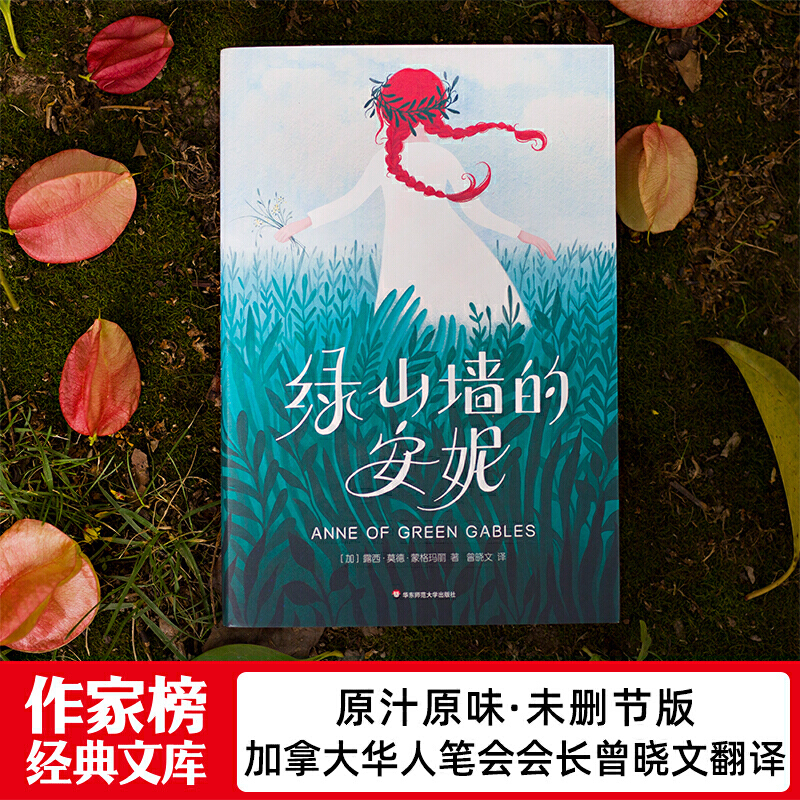 绿山墙的
安妮
ANNE OF GREEN GABLES
［加］露西·莫德·蒙格玛丽 著 曾晓文 译
华东师范大学出版社
作家榜
经典文库
原汁原味·未删节版
加拿大华人笔会会长曾晓文翻译